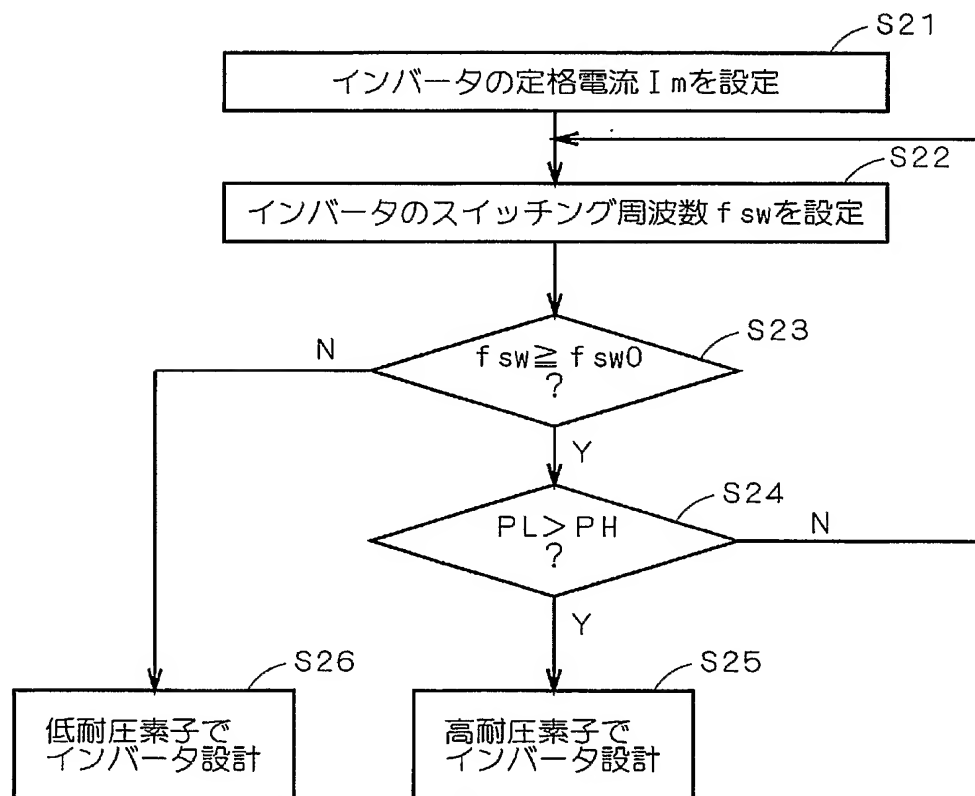 S21
インバータの定格電流Imを設定
S22
インバータのスイッチング周波数fswを設定
S23
N
fsw≧fsw0
?
Y
S24
PL>PH
?
N
Y
S26
S25
低耐圧素子で
インバータ設計
高耐圧素子で
インバータ設計